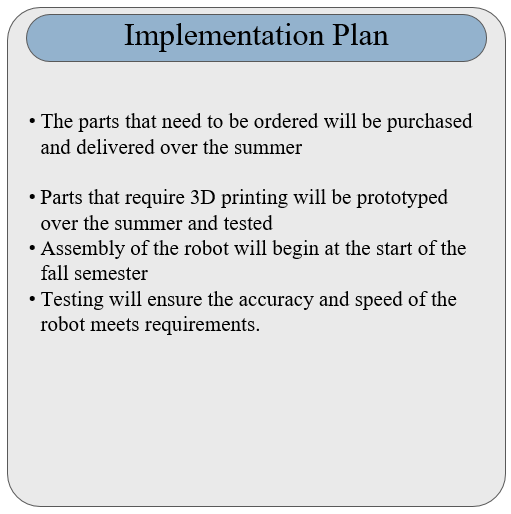 Implementation Plan
• The parts that need to be ordered will be purchased
and delivered over the summer
• Parts that require 3D printing will be prototyped
over the summer and tested
• Assembly of the robot will begin at the start of the
fall semester
• Testing will ensure the accuracy and speed of the
robot meets requirements.